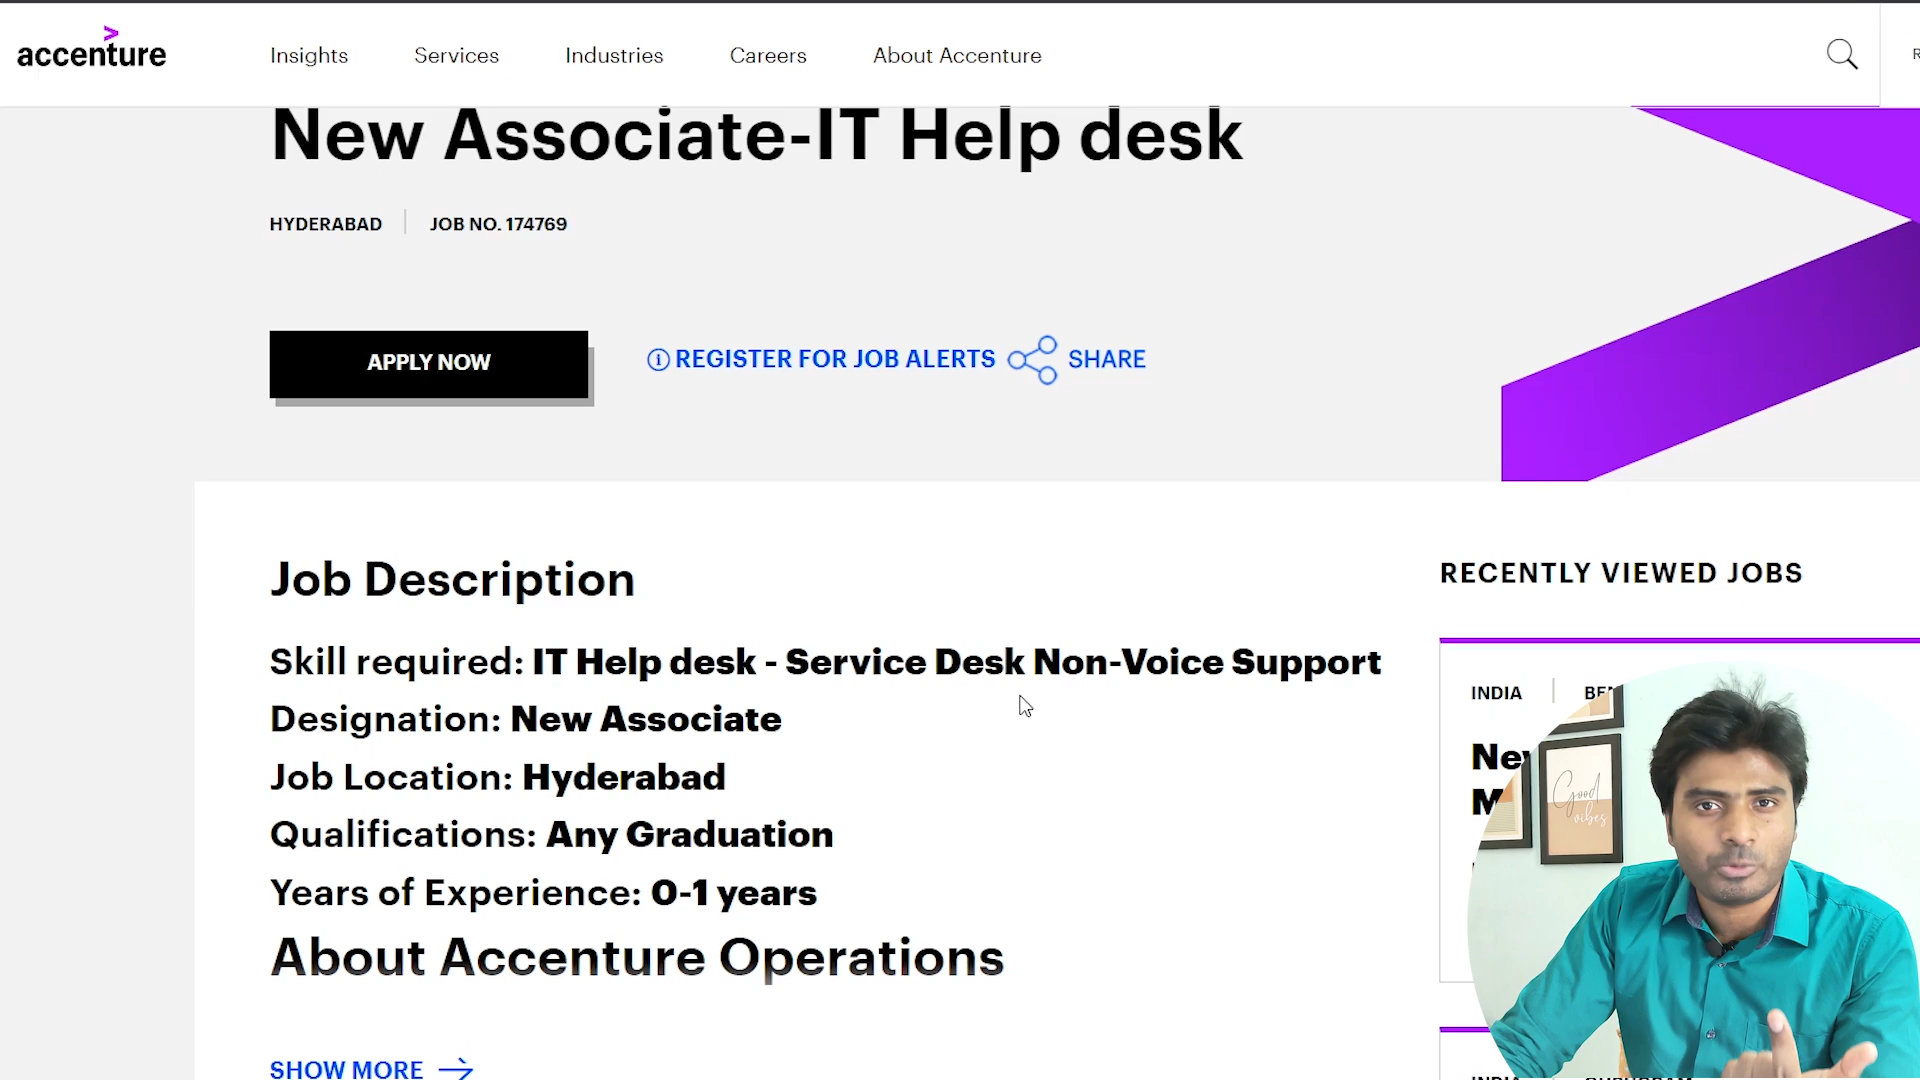 accenture
Insights Services Industries Careers About Accenture
New Associate-IT Help desk
HYDERABAD JOB NO. 174769
APPLY NOW REGISTER FOR JOB ALERTS SHARE
Job Description
RECENTLY VIEWED JOBS
Skill required: IT Help desk - Service Desk Non-Voice Support
Designation: New Associate
Job Location: Hyderabad
Qualifications: Any Graduation
Years of Experience: 0-1 years
About Accenture Operations
SHOW MORE
INDIA
Good
vibes
INDIA